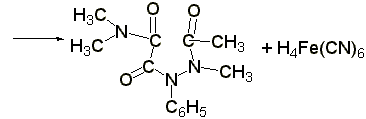 H3C O
N C C CH3 + H4Fe(CN)6
H3C
O C N CH3
N
C6H5